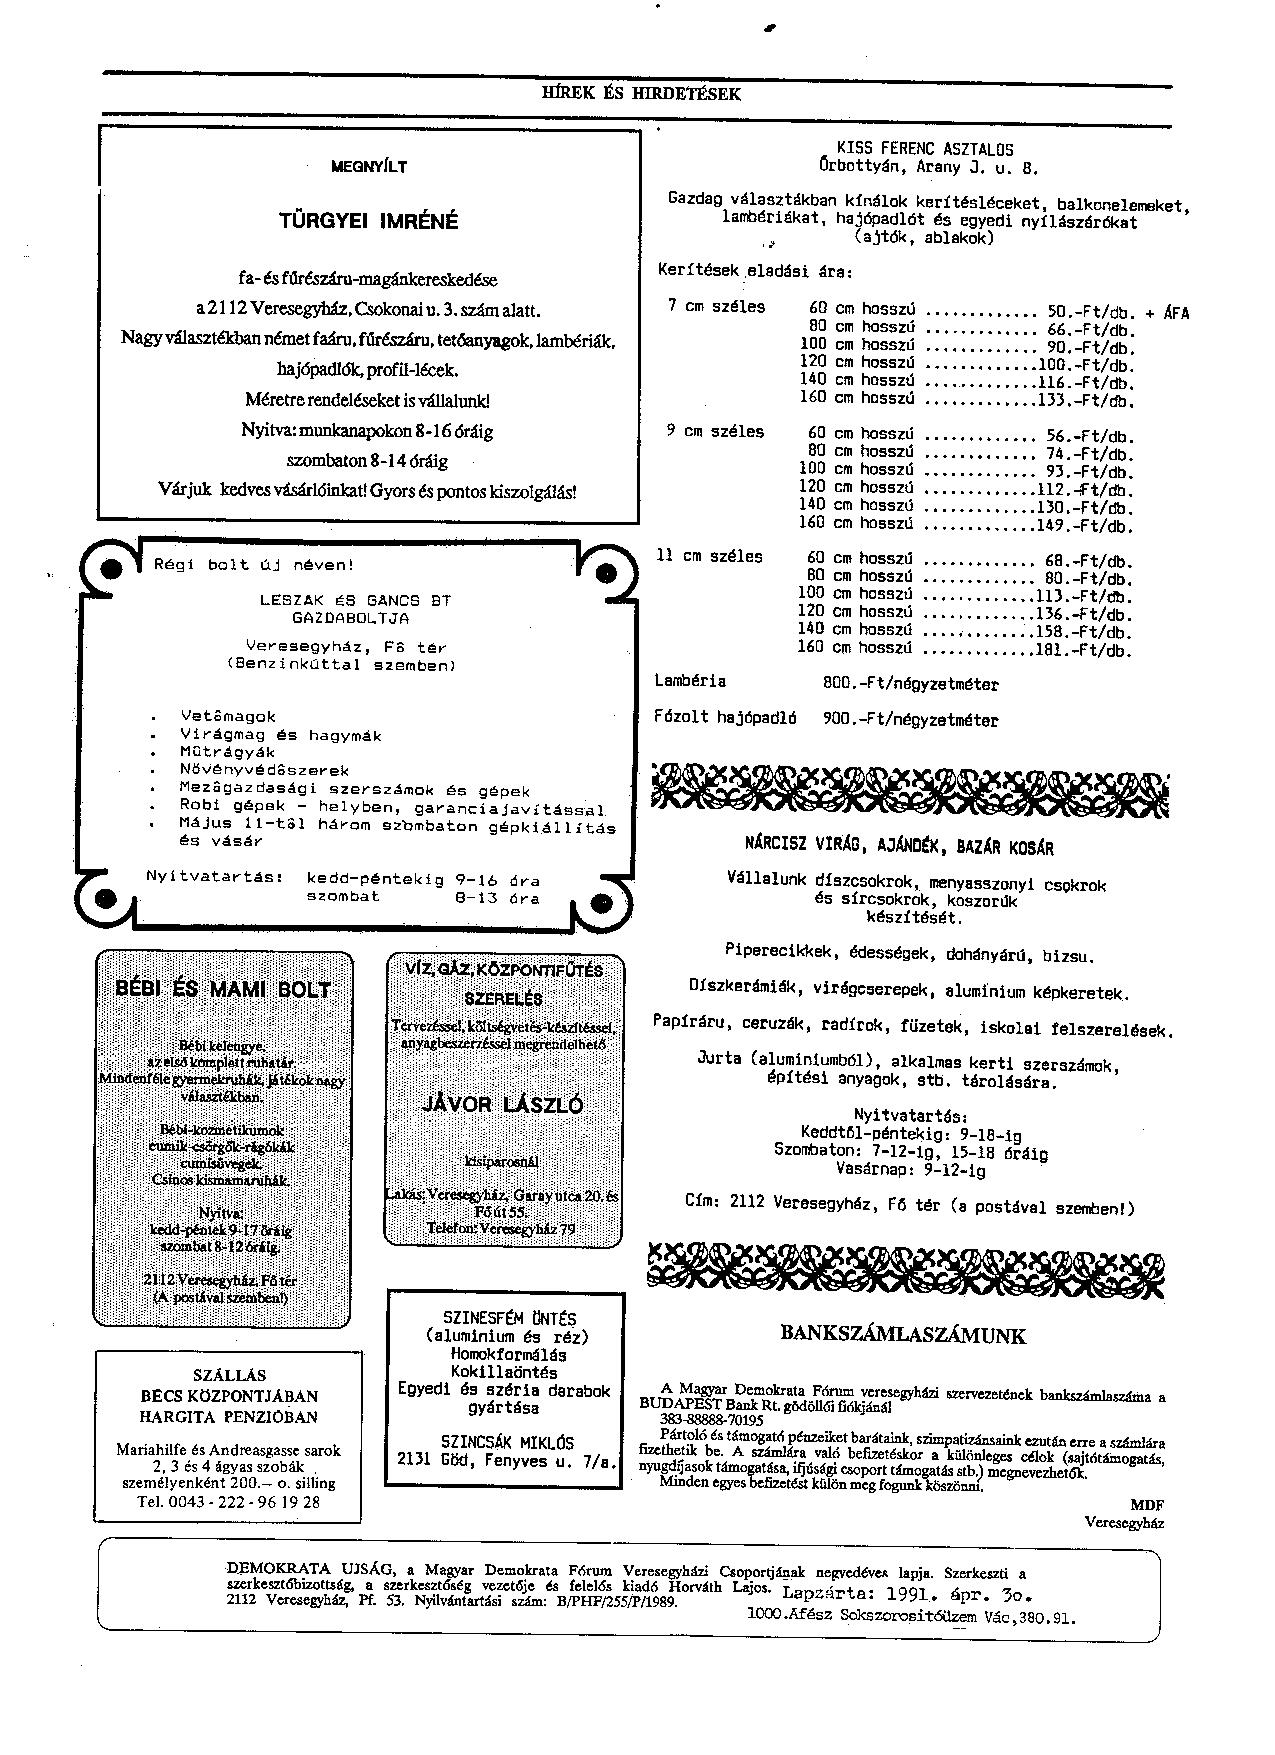 HÍREK ÉS HIRDETÉSEK
MEGNYÍLT
TÜRGYEI IMRÉNÉ
fa- és fűrészáru-magánkereskedése
a 2112 Veresegyház, Csokonai u. 3. szám alatt.
Nagy választékban német faáru, fűrészáru, tetőanyagok, lambériák,
hajópadlók, profil-lécek.
Méretre rendeléseket is vállalunk!
Nyitva: munkanapokon 8-16 óráig
szombaton 8-14 óráig
Várjuk kedves vásárlóinkat! Gyors és pontos kiszolgálás!
Régi bolt új néven!
LESZAK ÉS GANCS BT
GAZDABOLTJA
Veresegyház, Fő tér
(Benzinkúttal szemben)
. Vetőmagok
. Virágmag és hagymák
. Műtrágyák
. Növényvédőszerek
. Mezőgazdasági szerszámok és gépek
. Robi gépek - helyben, garanciajavítással
. Május 11-től három szombaton gépkiállítás
és vásár
Nyitvatartás: kedd-péntekig 9-16 óra
szombat 8-13 óra
BÉBI ÉS MAMI BOLT
Bébi kelengye,
az első komplett ruhatár.
Mindenféle gyermekruhák, játékok nagy
választékban.
Bébi-kozmetikumok
cumik-csörgők-rágókák
cumisüvegek.
Csinos kismamaruhák.
Nyitva:
kedd-péntek 9-17 óráig
szombat 8-12 óráig.
2112 Veresegyház, Fő tér
(A postával szemben!)
VÍZ, GÁZ, KÖZPONTIFŰTÉS
SZERELÉS
Tervezéssel, költségvetés-készítéssel,
anyagbeszerzéssel megrendelhető
JÁVOR LÁSZLÓ
kisiparosnál
Lakás: Veresegyház, Garay utca 20. és
Fő út 55.
Telefon: Veresegyház 79
SZÁLLÁS
BÉCS KÖZPONTJÁBAN
HARGITA PENZIÓBAN
Mariahilfe és Andreasgasse sarok
2, 3 és 4 ágyas szobák
személyenként 200.— o. silling
Tel. 0043 - 222 - 96 19 28
SZINESFÉM ÖNTÉS
(aluminium és réz)
Homokformálás
Kokillaöntés
Egyedi és széria darabok
gyártása
SZINCSÁK MIKLÓS
2131 Göd, Fenyves u. 7/a.
KISS FERENC ASZTALOS
Őrbottyán, Arany J. u. 8.
Gazdag választákban kínálok kerítésléceket, balkonelemeket,
lambériákat, hajópadlót és egyedi nyílászárókat
(ajtók, ablakok)
Kerítések eladási ára:
7 cm széles 60 cm hosszú ............. 50.-Ft/db. + ÁFA
80 cm hosszú ............. 66.-Ft/db.
100 cm hosszú ............. 90.-Ft/db.
120 cm hosszú .............100.-Ft/db.
140 cm hosszú .............116.-Ft/db.
160 cm hosszú .............133.-Ft/db.
9 cm széles 60 cm hosszú ............. 56.-Ft/db.
80 cm hosszú ............. 74.-Ft/db.
100 cm hosszú ............. 93.-Ft/db.
120 cm hosszú .............112.-Ft/db.
140 cm hosszú .............130.-Ft/db.
160 cm hosszú .............149.-Ft/db.
11 cm széles 60 cm hosszú ............. 68.-Ft/db.
80 cm hosszú ............. 80.-Ft/db.
100 cm hosszú .............113.-Ft/db.
120 cm hosszú .............136.-Ft/db.
140 cm hosszú .............158.-Ft/db.
160 cm hosszú .............181.-Ft/db.
Lambéria 800.-Ft/négyzetméter
Fózolt hajópadló 900.-Ft/négyzetméter
NÁRCISZ VIRÁG, AJÁNDÉK, BAZÁR KOSÁR
Vállalunk díszcsokrok, menyasszonyi csokrok
és sírcsokrok, koszorúk
készítését.
Piperecikkek, édességek, dohányárú, bizsu.
Díszkerámiák, virágcserepek, aluminium képkeretek.
Papíráru, ceruzák, radírok, füzetek, iskolai felszerelések.
Jurta (aluminiumból), alkalmas kerti szerszámok,
építési anyagok, stb. tárolására.
Nyitvatartás:
Keddtől-péntekig: 9-18-ig
Szombaton: 7-12-ig, 15-18 óráig
Vasárnap: 9-12-ig
Cím: 2112 Veresegyház, Fő tér (a postával szemben!)
BANKSZÁMLASZÁMUNK
A Magyar Demokrata Fórum veresegyházi szervezetének bankszámlaszáma a
BUDAPEST Bank Rt. gödöllői fiókjánál
383-88888-70195
Pártoló és támogató pénzeiket barátaink, szimpatizánsaink ezután erre a számlára
fizethetik be. A számlára való befizetéskor a különleges célok (sajtótámogatás,
nyugdíjasok támogatása, ifjúsági csoport támogatás stb.) megnevezhetők.
Minden egyes befizetést külön meg fogunk köszönni.
MDF
Veresegyház
DEMOKRATA UJSÁG, a Magyar Demokrata Fórum Veresegyházi Csoportjának negvedéves lapja. Szerkeszti a
szerkesztőbizottság, a szerkesztőség vezetője és felelős kiadó Horváth Lajos. Lapzárta: 1991. ápr. 3o.
2112 Veresegyház, Pf. 53. Nyilvántartási szám: B/PHF/255/P/1989.
1000.Afész Sokszorositóüzem Vác,380.91.